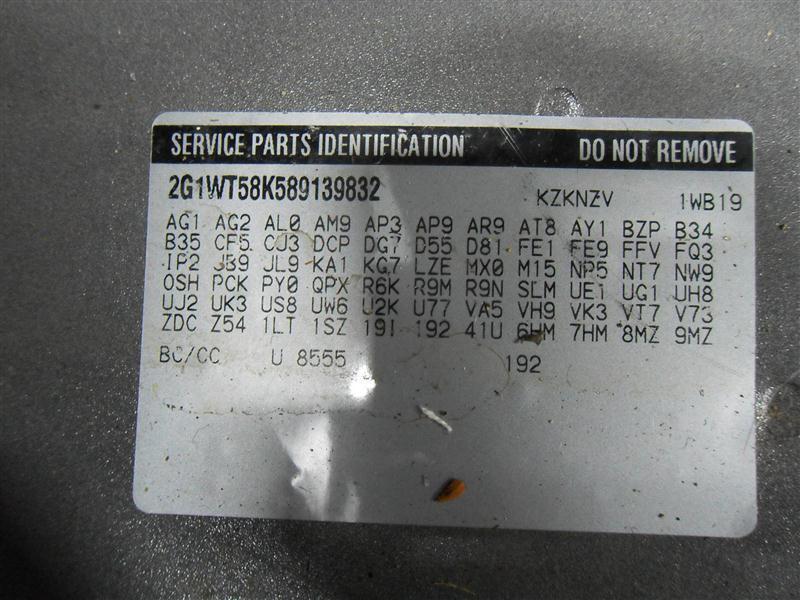 SERVICE PARTS IDENTIFICATION DO NOT REMOVE
2G1WT58K589139832 KZKNZV 1WB19
AG1 AG2 AL0 AM9 AP3 AP9 AR9 AT8 AY1 BZP B34
B35 CF5 CJ3 DCP DG7 D55 D81 FE1 FE9 FFV FQ3
IP2 JB9 JL9 KA1 KG7 LZE MX0 M15 NP5 NT7 NW9
OSH PCK PY0 QPX R6K R9M R9N SLM UE1 UG1 UH8
UJ2 UK3 US8 UW6 U2K U77 VA5 VH9 VK3 VT7 V73
ZDC Z54 1LT 1SZ 19I 192 41U 6HM 7HM 8MZ 9MZ
BC/CC U 8555 192